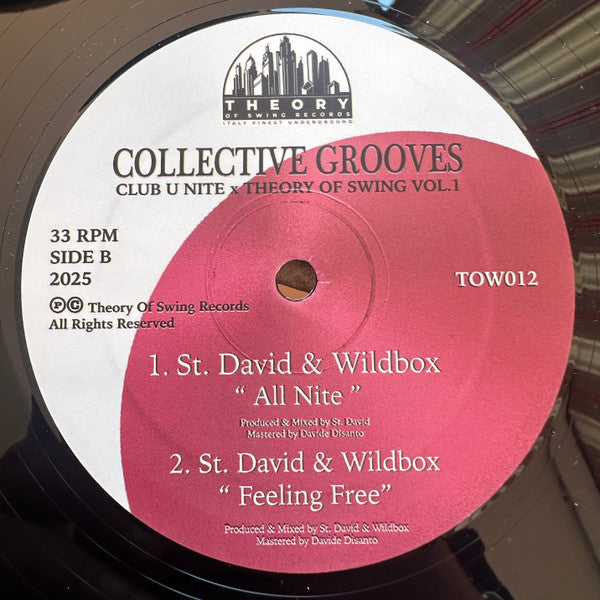 THEORY
OF SWING RECORDS
ITALY FINEST UNDERGROUND
COLLECTIVE GROOVES
CLUB U NITE x THEORY OF SWING VOL.1
33 RPM
SIDE B
2025
TOW012
℗© Theory Of Swing Records
All Rights Reserved
1. St. David & Wildbox
“ All Nite ”
Produced & Mixed by St. David
Mastered by Davide Disanto
2. St. David & Wildbox
“ Feeling Free”
Produced & Mixed by St. David & Wildbox
Mastered by Davide Disanto